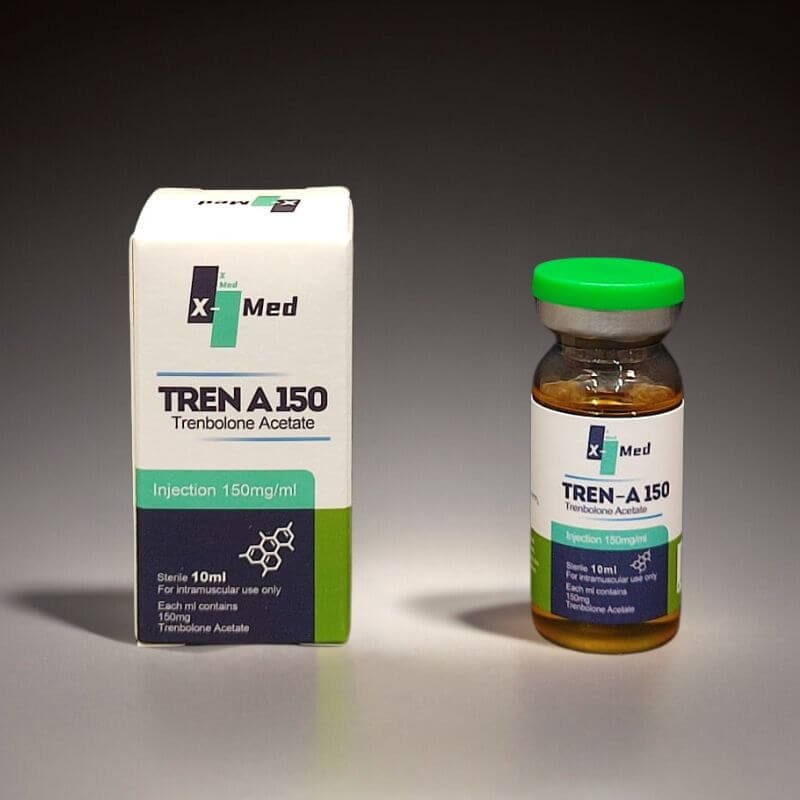 X-Med
X
Med
X-Med
TREN A 150
Trenbolone Acetate
Injection 150mg/ml
Sterile 10ml
For intramuscular use only
Each ml contains
150mg
Trenbolone Acetate
X-Med
TREN-A 150
Trenbolone Acetate
Injection 150mg/ml
Sterile 10ml
For intramuscular use only
Each ml contains
150mg
Trenbolone Acetate